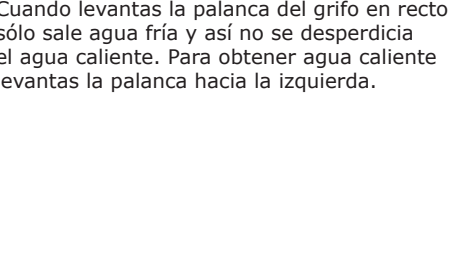 Cuando levantas la palanca del grifo en recto
sólo sale agua fría y así no se desperdicia
el agua caliente. Para obtener agua caliente
levantas la palanca hacia la izquierda.